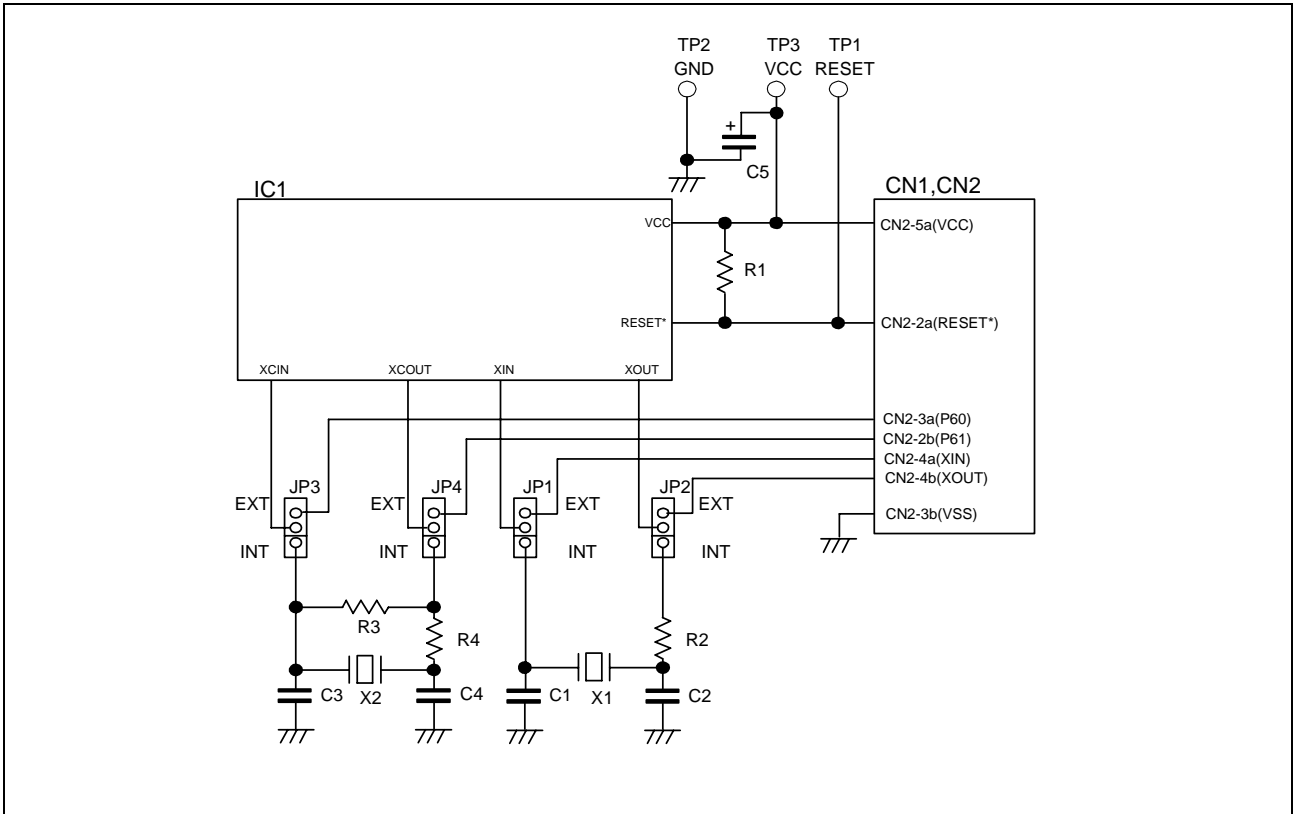 TP2 TP3 TP1
GND VCC RESET
+
C5
IC1
CN1,CN2
VCC
CN2-5a(VCC)
R1
RESET*
CN2-2a(RESET*)
XCIN XCOUT XIN XOUT
CN2-3a(P60)
CN2-2b(P61)
CN2-4a(XIN)
CN2-4b(XOUT)
CN2-3b(VSS)
JP3 JP4 JP1 JP2
EXT EXT EXT EXT
INT INT INT INT
R3
R4
R2
C3 X2 C4 C1 X1 C2